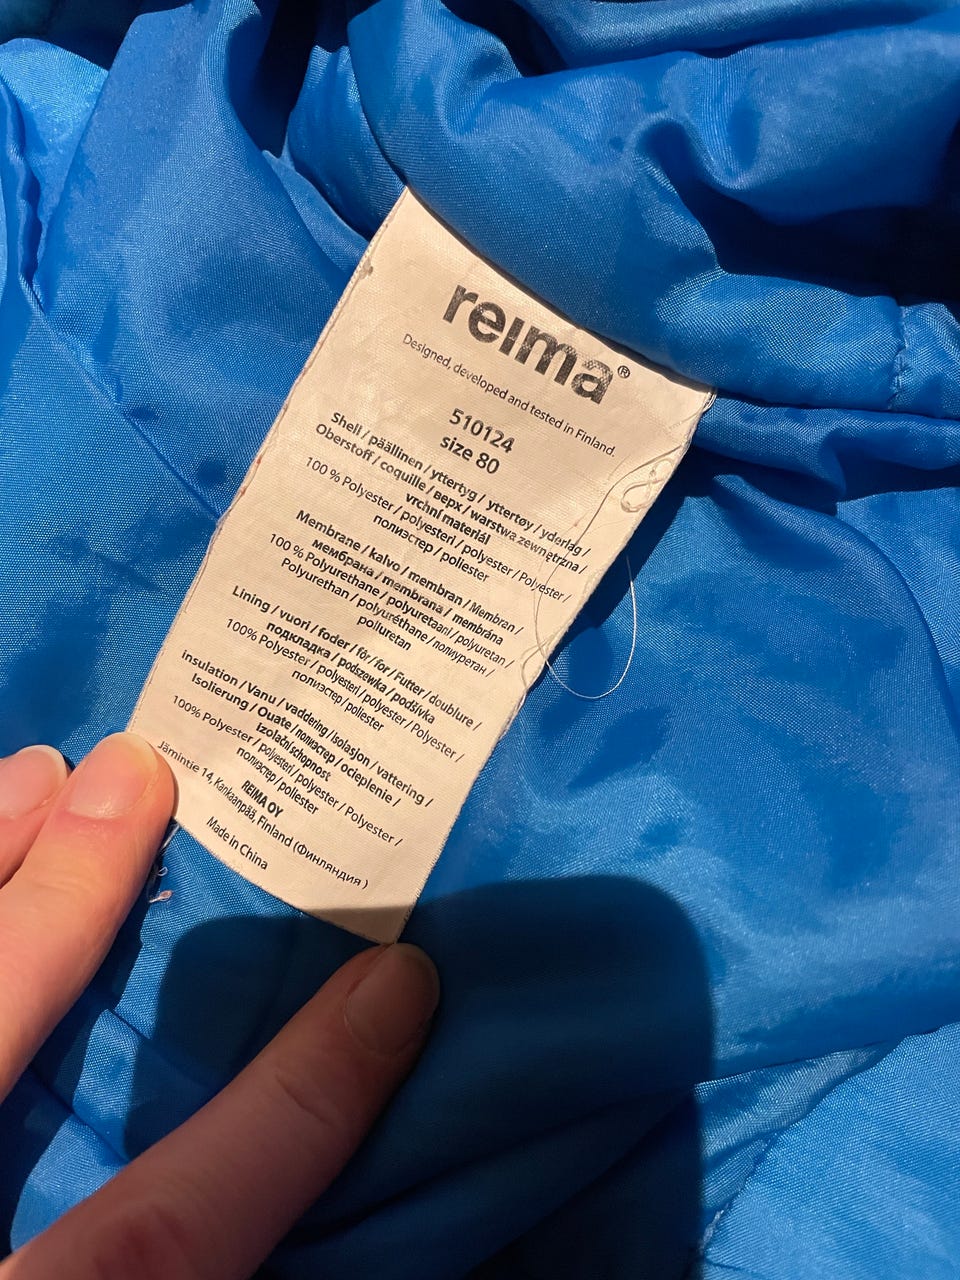 reima®
Designed, developed and tested in Finland.
510124
size 80
Shell / päällinen / yttertyg / yttertøy / yderlag /
Oberstoff / coquille / верх / warstwa zewnętrzna /
vrchní materiál
100 % Polyester / polyesteri / polyester / Polyester /
полиэстер / poliester
Membrane / kalvo / membran / Membran /
мембрана / membrana / membrána
100 % Polyurethane / polyuretaani / polyuretan /
Polyurethan / polyuréthane / полиуретан /
poliuretan
Lining / vuori / foder / fôr / for / Futter / doublure /
подкладка / podszewka / podšívka
100% Polyester / polyesteri / polyester / Polyester /
полиэстер / poliester
Insulation / Vanu / vaddering / Isolasjon / vattering /
Isolierung / Ouate / полиэстер / ocieplenie /
Izolační schopnost
100% Polyester / polyesteri / polyester / Polyester /
полиэстер / poliester
REIMA OY
Jämintie 14, Kankaanpää, Finland (Финляндия )
Made in China